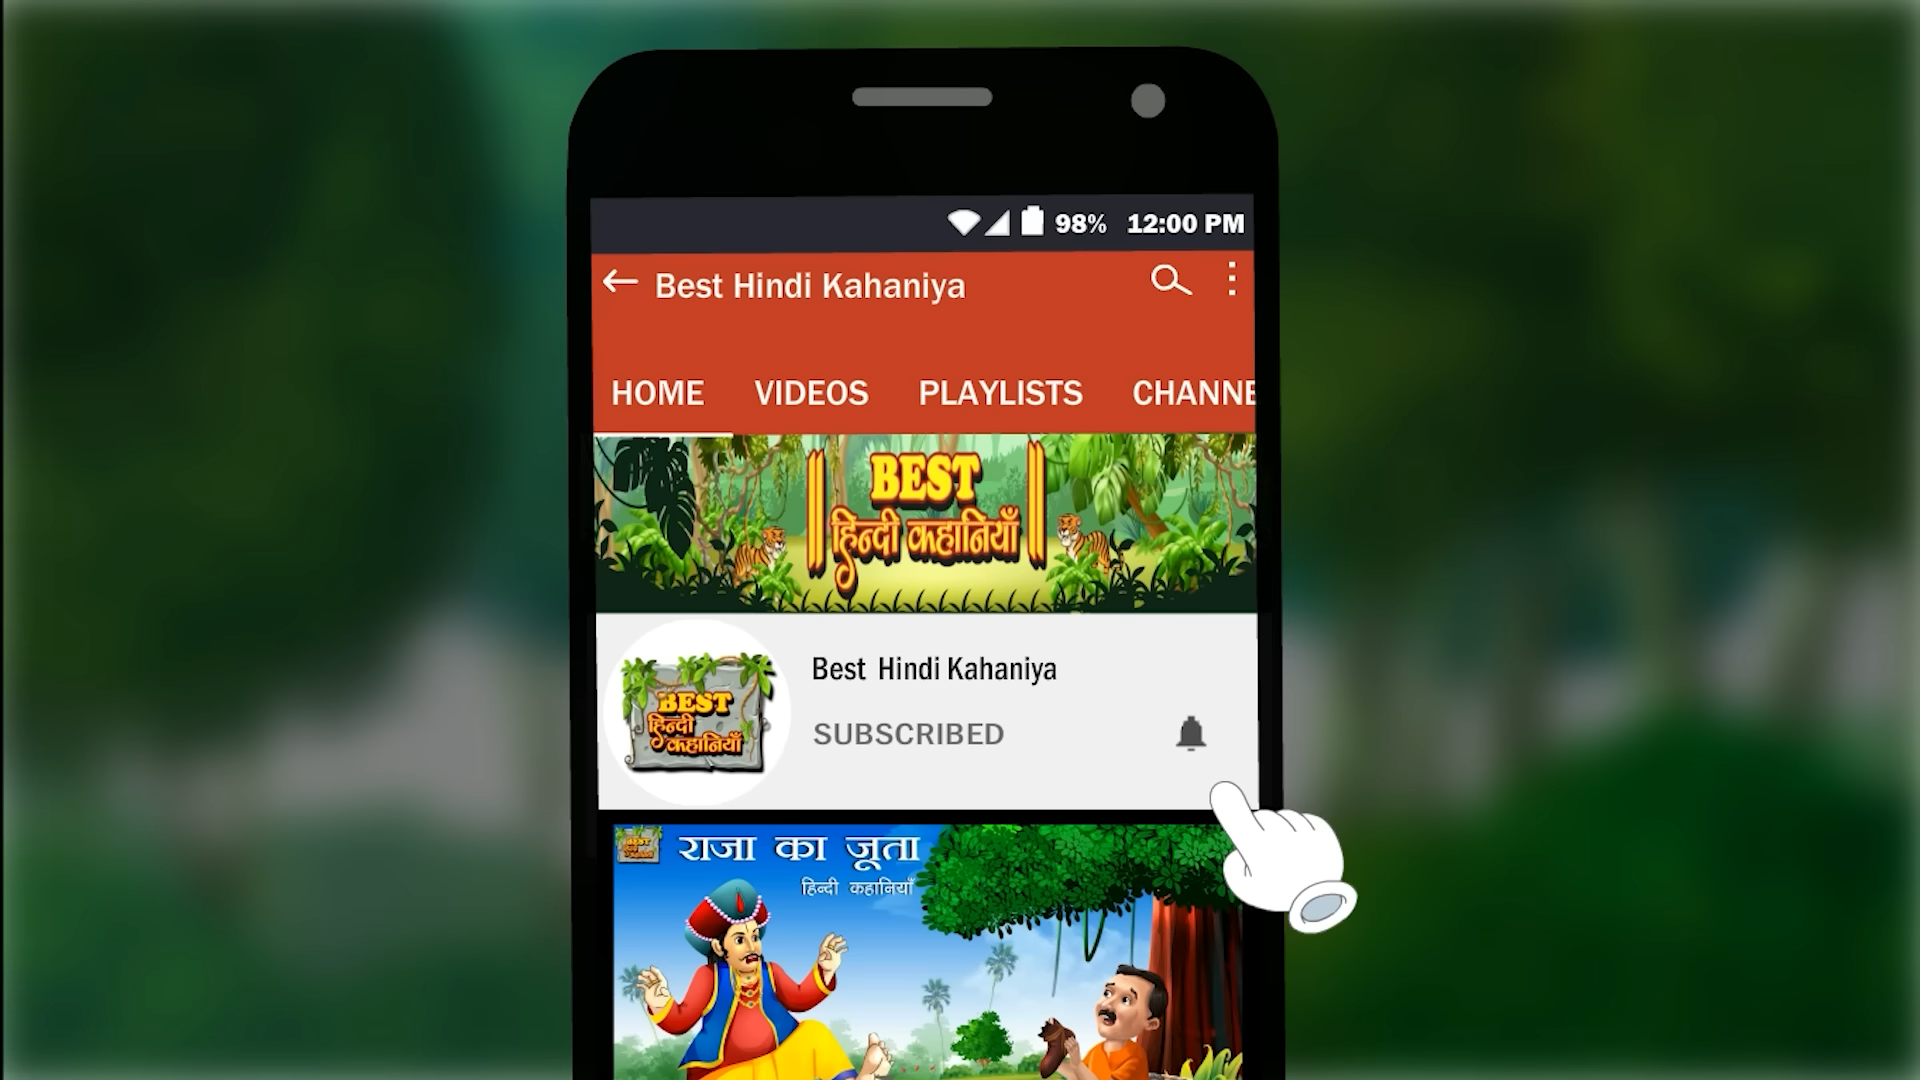 98% 12:00 PM
Best Hindi Kahaniya
HOME VIDEOS PLAYLISTS CHANNE
BEST
हिन्दी कहानियाँ
Best Hindi Kahaniya
SUBSCRIBED
BEST
हिन्दी
कहानियाँ
राजा का जूता
हिन्दी कहानियाँ